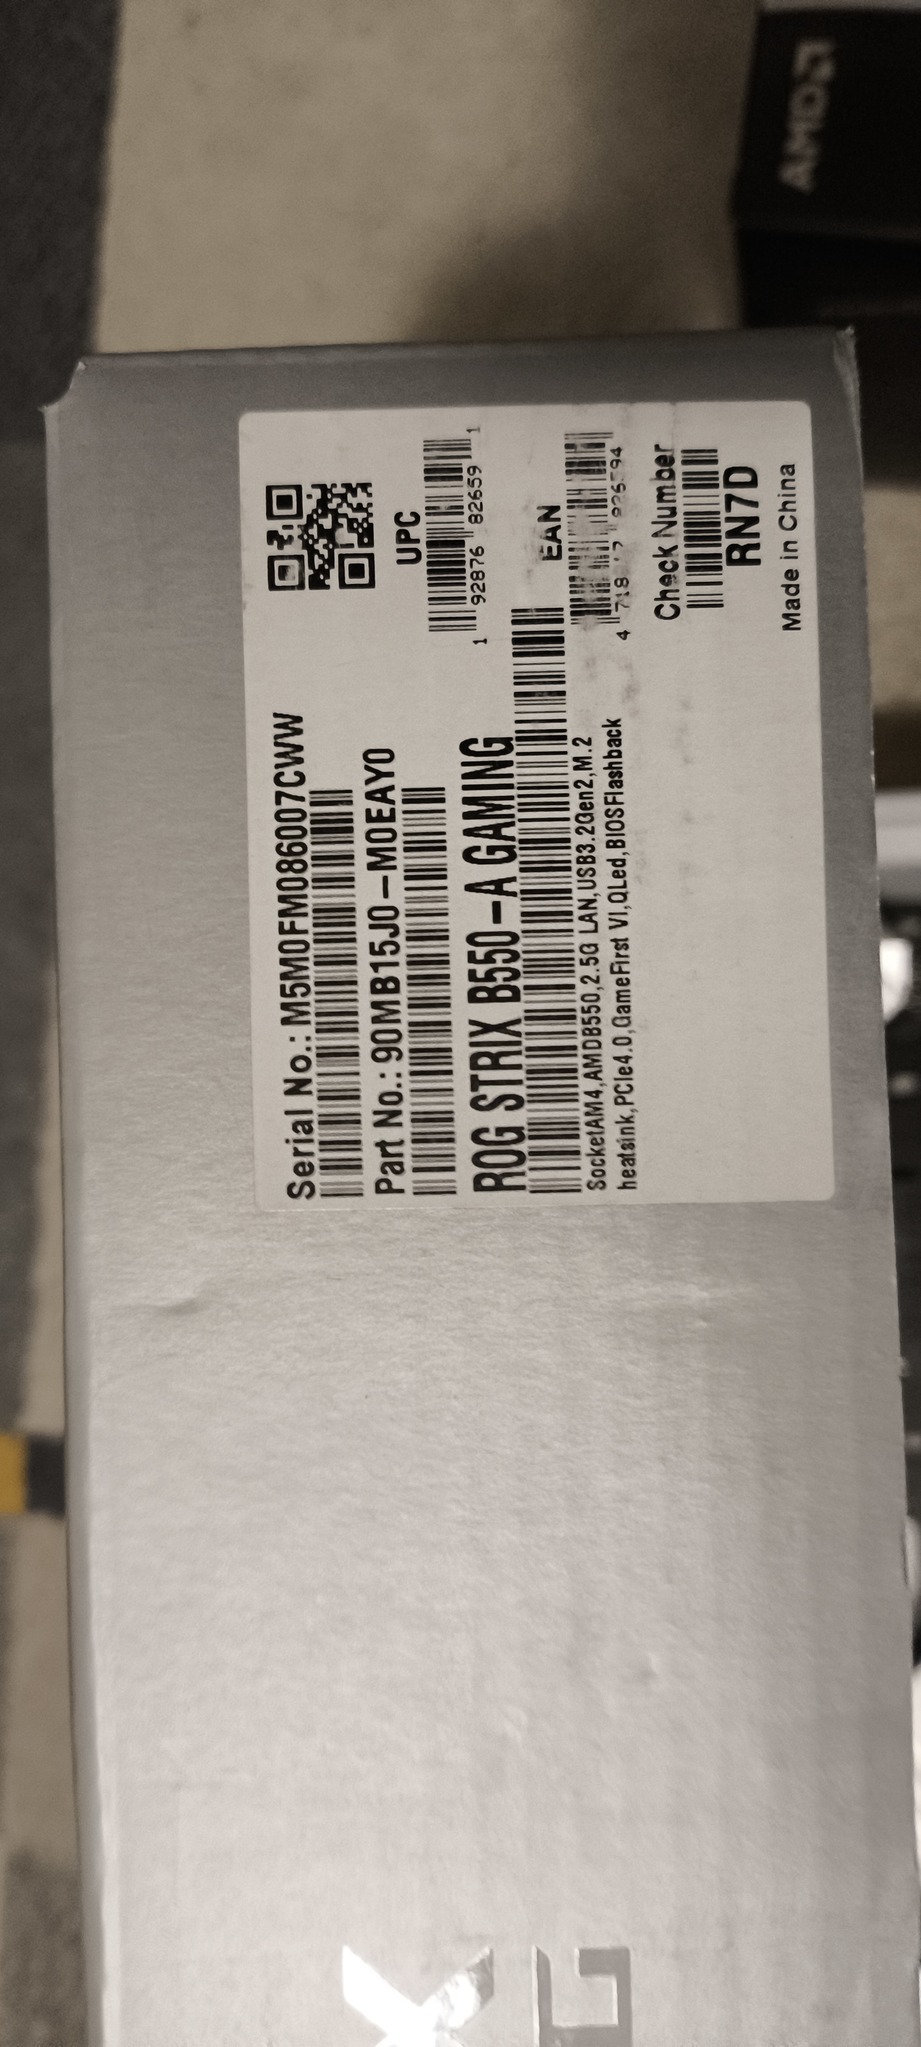 AMD
Serial No.: M5M0FM086007CWW
Part No.: 90MB15J0-M0EAY0
UPC
1 92876 82659 1
ROG STRIX B550-A GAMING
EAN
SocketAM4,AMDB550,2.5G LAN,USB3.2Gen2,M.2
heatsink,PCIe4.0,GameFirst VI,QLed,BIOSFlashback
Check Number
RN7D
Made in China